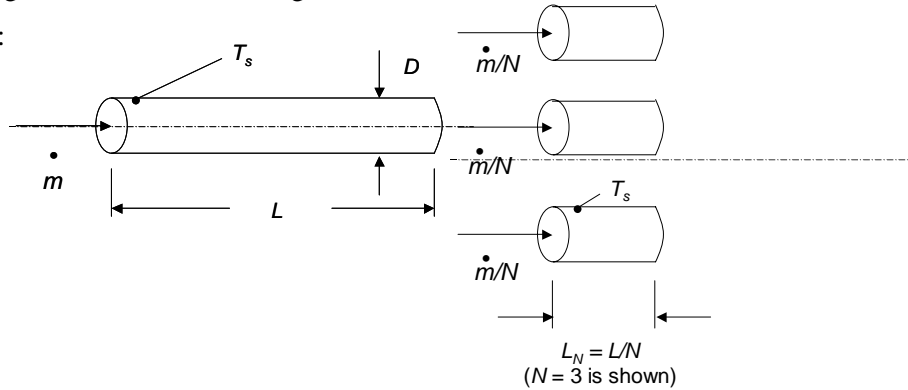 :
T_s
D
ṁ
L
ṁ/N
ṁ/N
T_s
ṁ/N
L_N = L/N
(N = 3 is shown)